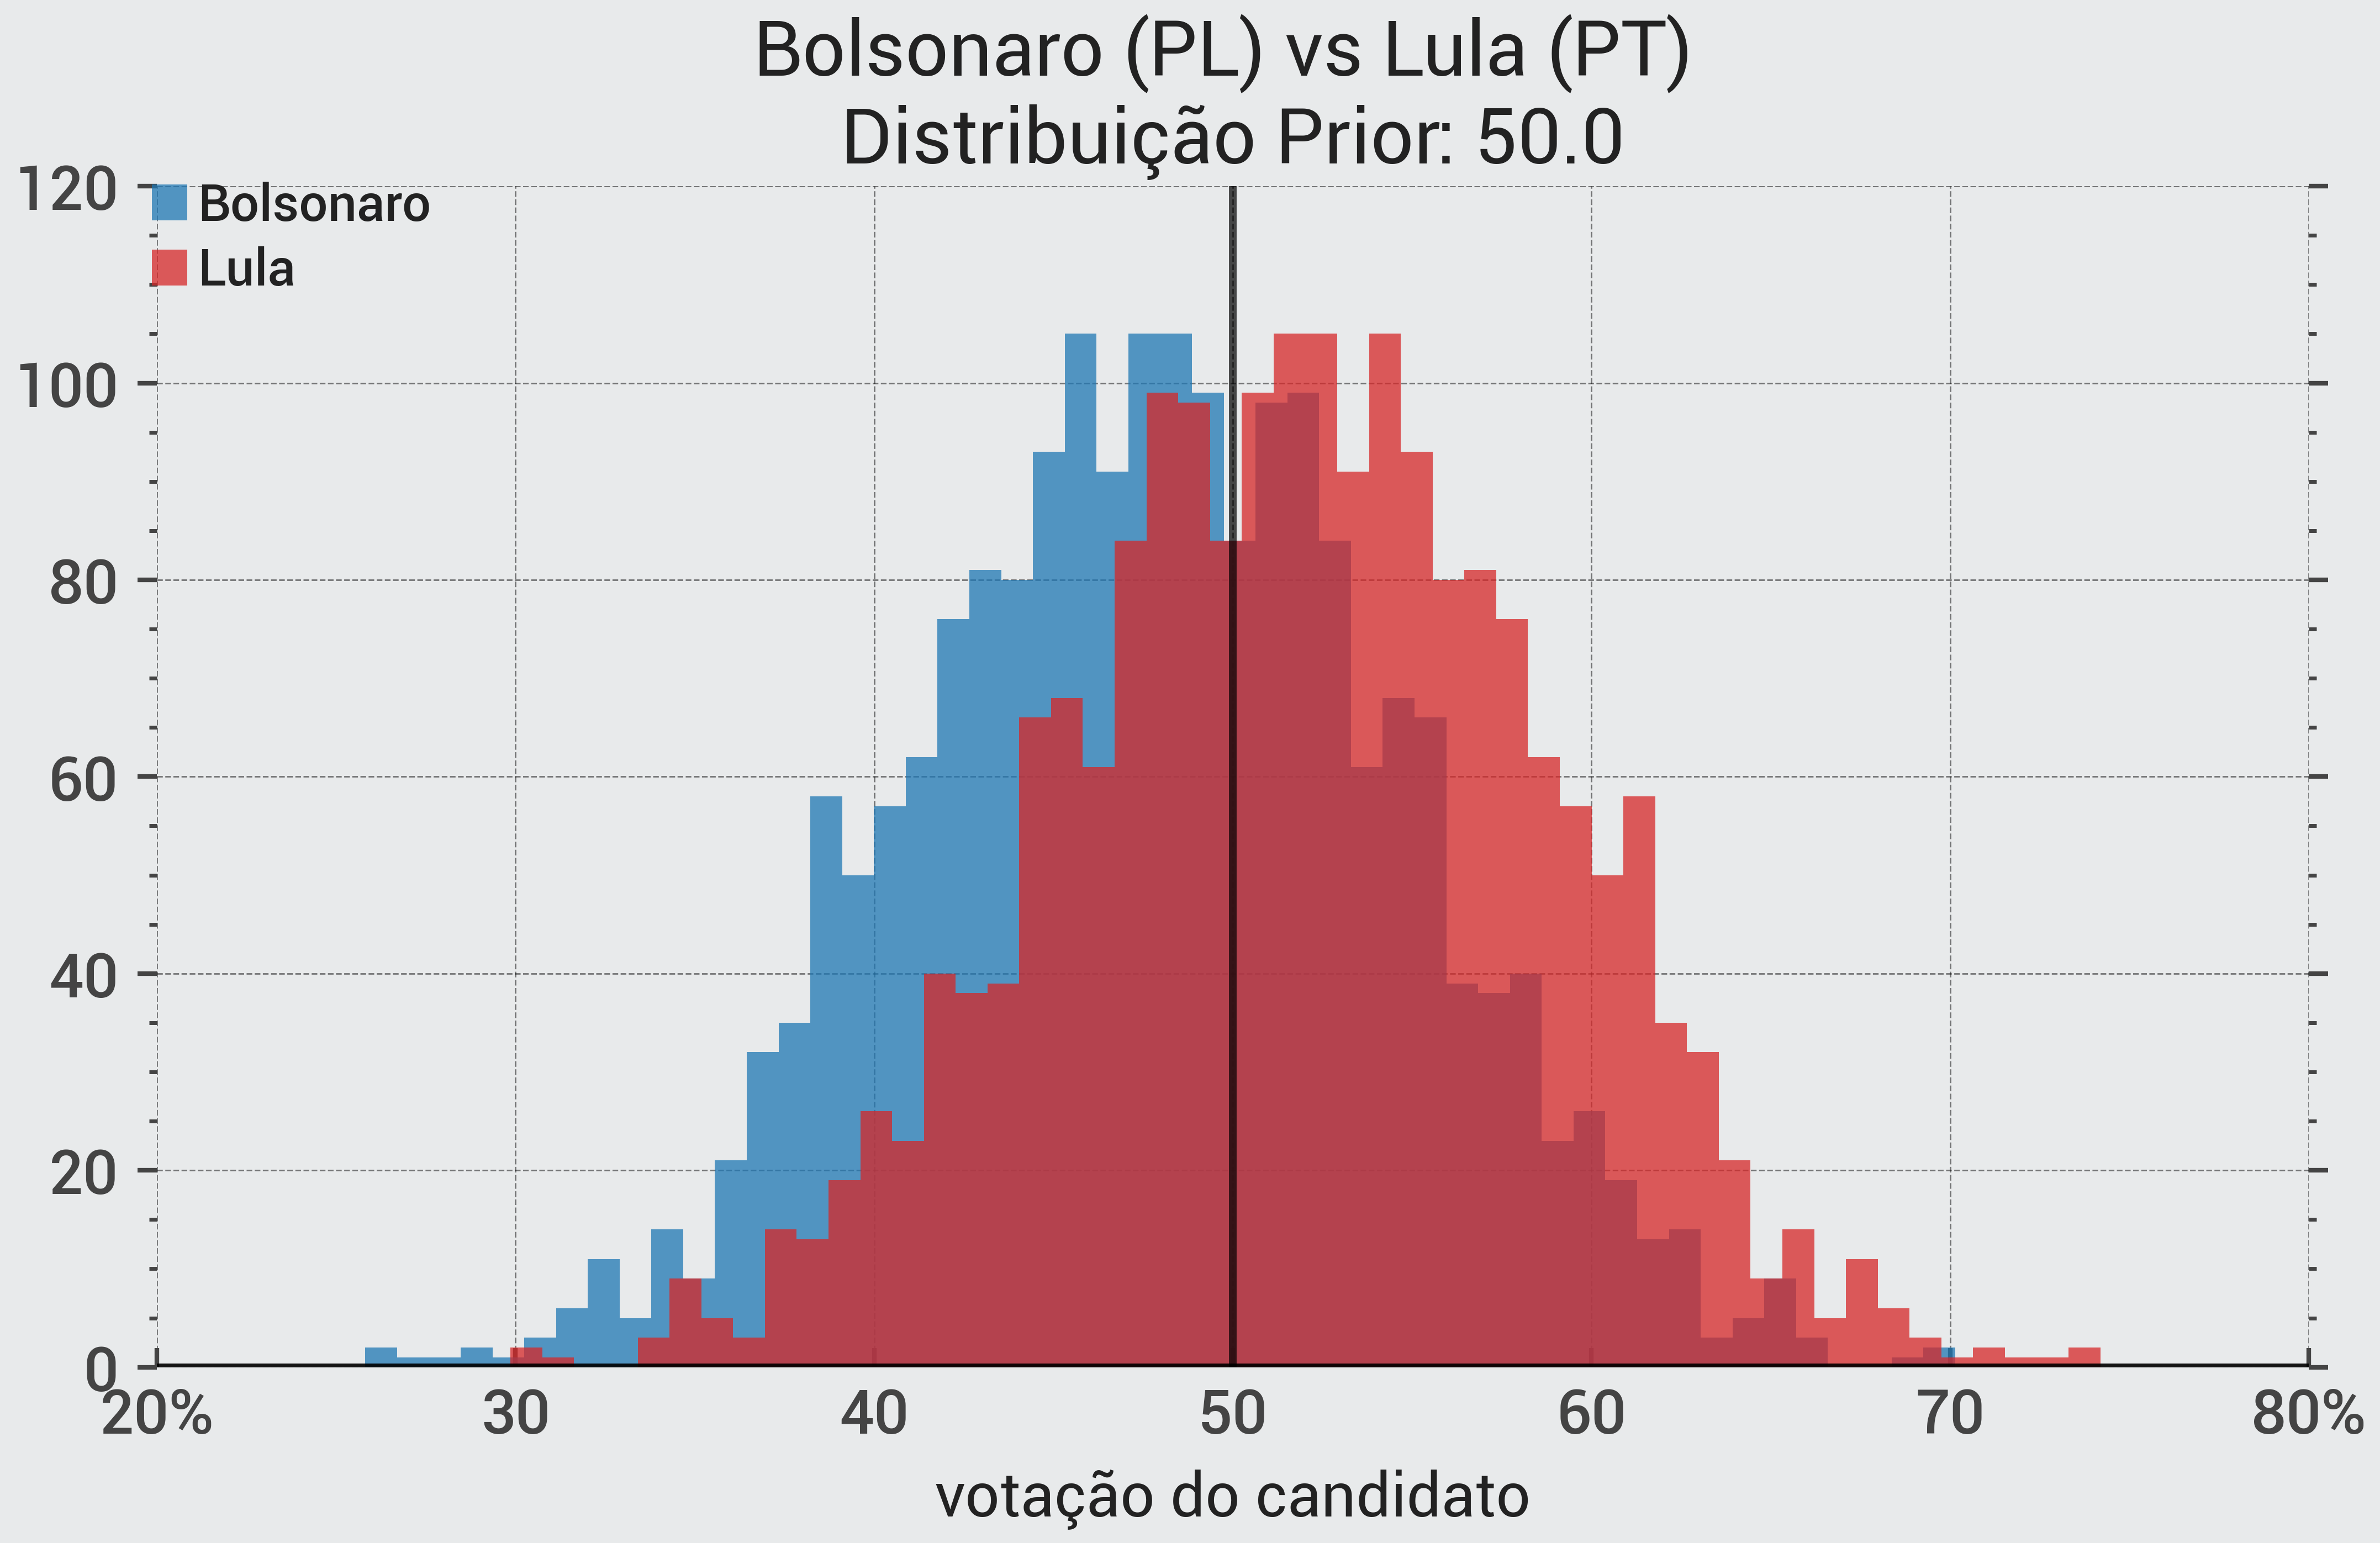 Bolsonaro (PL) vs Lula (PT)
Distribuição Prior: 50.0
Bolsonaro
Lula
120
100
80
60
40
20
0
20% 30 40 50 60 70 80%
votação do candidato